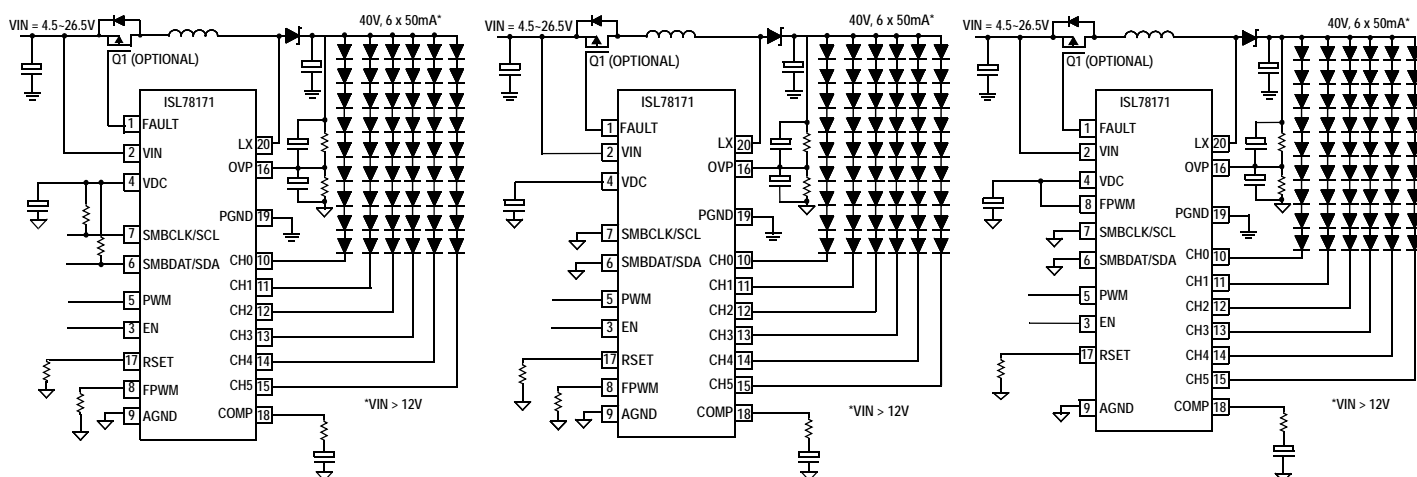 VIN = 4.5~26.5V
40V, 6 x 50mA*
Q1 (OPTIONAL)
ISL78171
1 FAULT
LX 20
2 VIN
OVP 16
4 VDC
PGND 19
7 SMBCLK/SCL
6 SMBDAT/SDA
CH0 10
CH1 11
5 PWM
CH2 12
3 EN
CH3 13
17 RSET
CH4 14
8 FPWM
CH5 15
9 AGND
COMP 18
*VIN > 12V
VIN = 4.5~26.5V
40V, 6 x 50mA*
Q1 (OPTIONAL)
ISL78171
1 FAULT
LX 20
2 VIN
OVP 16
4 VDC
PGND 19
7 SMBCLK/SCL
6 SMBDAT/SDA
CH0 10
CH1 11
5 PWM
CH2 12
3 EN
CH3 13
17 RSET
CH4 14
8 FPWM
CH5 15
9 AGND
COMP 18
*VIN > 12V
VIN = 4.5~26.5V
40V, 6 x 50mA*
Q1 (OPTIONAL)
ISL78171
1 FAULT
LX 20
2 VIN
OVP 16
4 VDC
8 FPWM
PGND 19
7 SMBCLK/SCL
6 SMBDAT/SDA
CH0 10
CH1 11
5 PWM
CH2 12
3 EN
CH3 13
17 RSET
CH4 14
CH5 15
9 AGND
COMP 18
*VIN > 12V